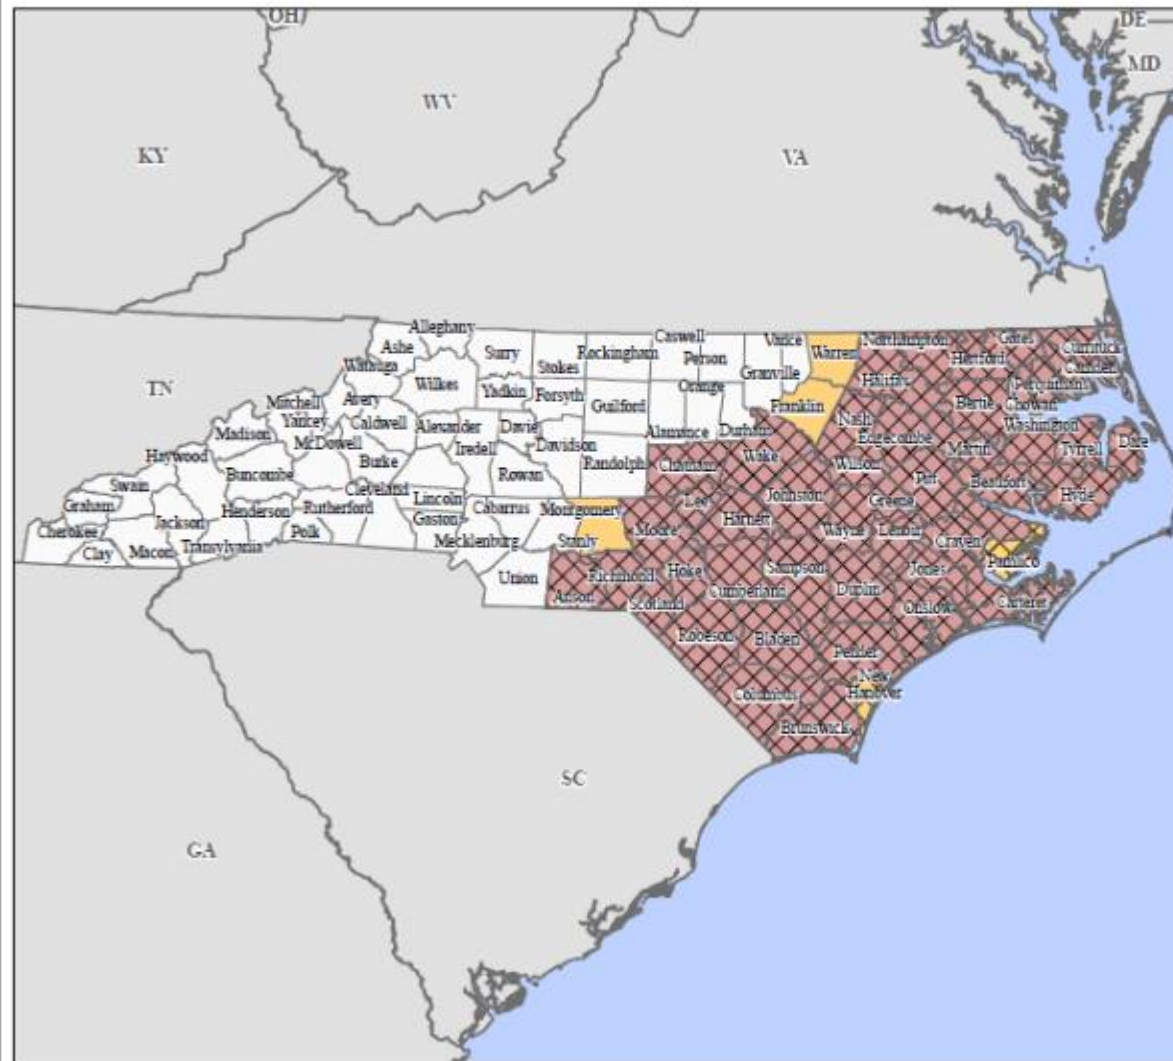 OH
DE
MD
WV
KY
VA
TN
Alleghany
Ashe
Surry
Stokes
Rockingham
Caswell
Person
Vance
Granville
Warren
Northampton
Gates
Hertford
Currituck
Camden
Watauga
Wilkes
Yadkin
Forsyth
Guilford
Orange
Franklin
Halifax
Perquimans
Chowan
Bertie
Mitchell
Avery
Yancey
Caldwell
Alexander
Davie
Alamance
Durham
Nash
Edgecombe
Washington
Martin
Tyrrell
Dare
Madison
McDowell
Iredell
Davidson
Randolph
Chatham
Wake
Wilson
Haywood
Buncombe
Burke
Rowan
Pitt
Beaufort
Hyde
Swain
Cleveland
Lincoln
Cabarrus
Montgomery
Lee
Johnston
Greene
Graham
Henderson
Rutherford
Gaston
Jackson
Cherokee
Polk
Mecklenburg
Stanly
Moore
Harnett
Wayne
Lenoir
Craven
Clay
Macon
Transylvania
Union
Richmond
Hoke
Sampson
Jones
Pamlico
Anson
Scotland
Cumberland
Duplin
Onslow
Carteret
Robeson
Bladen
Pender
New
Hanover
Columbus
Brunswick
SC
GA